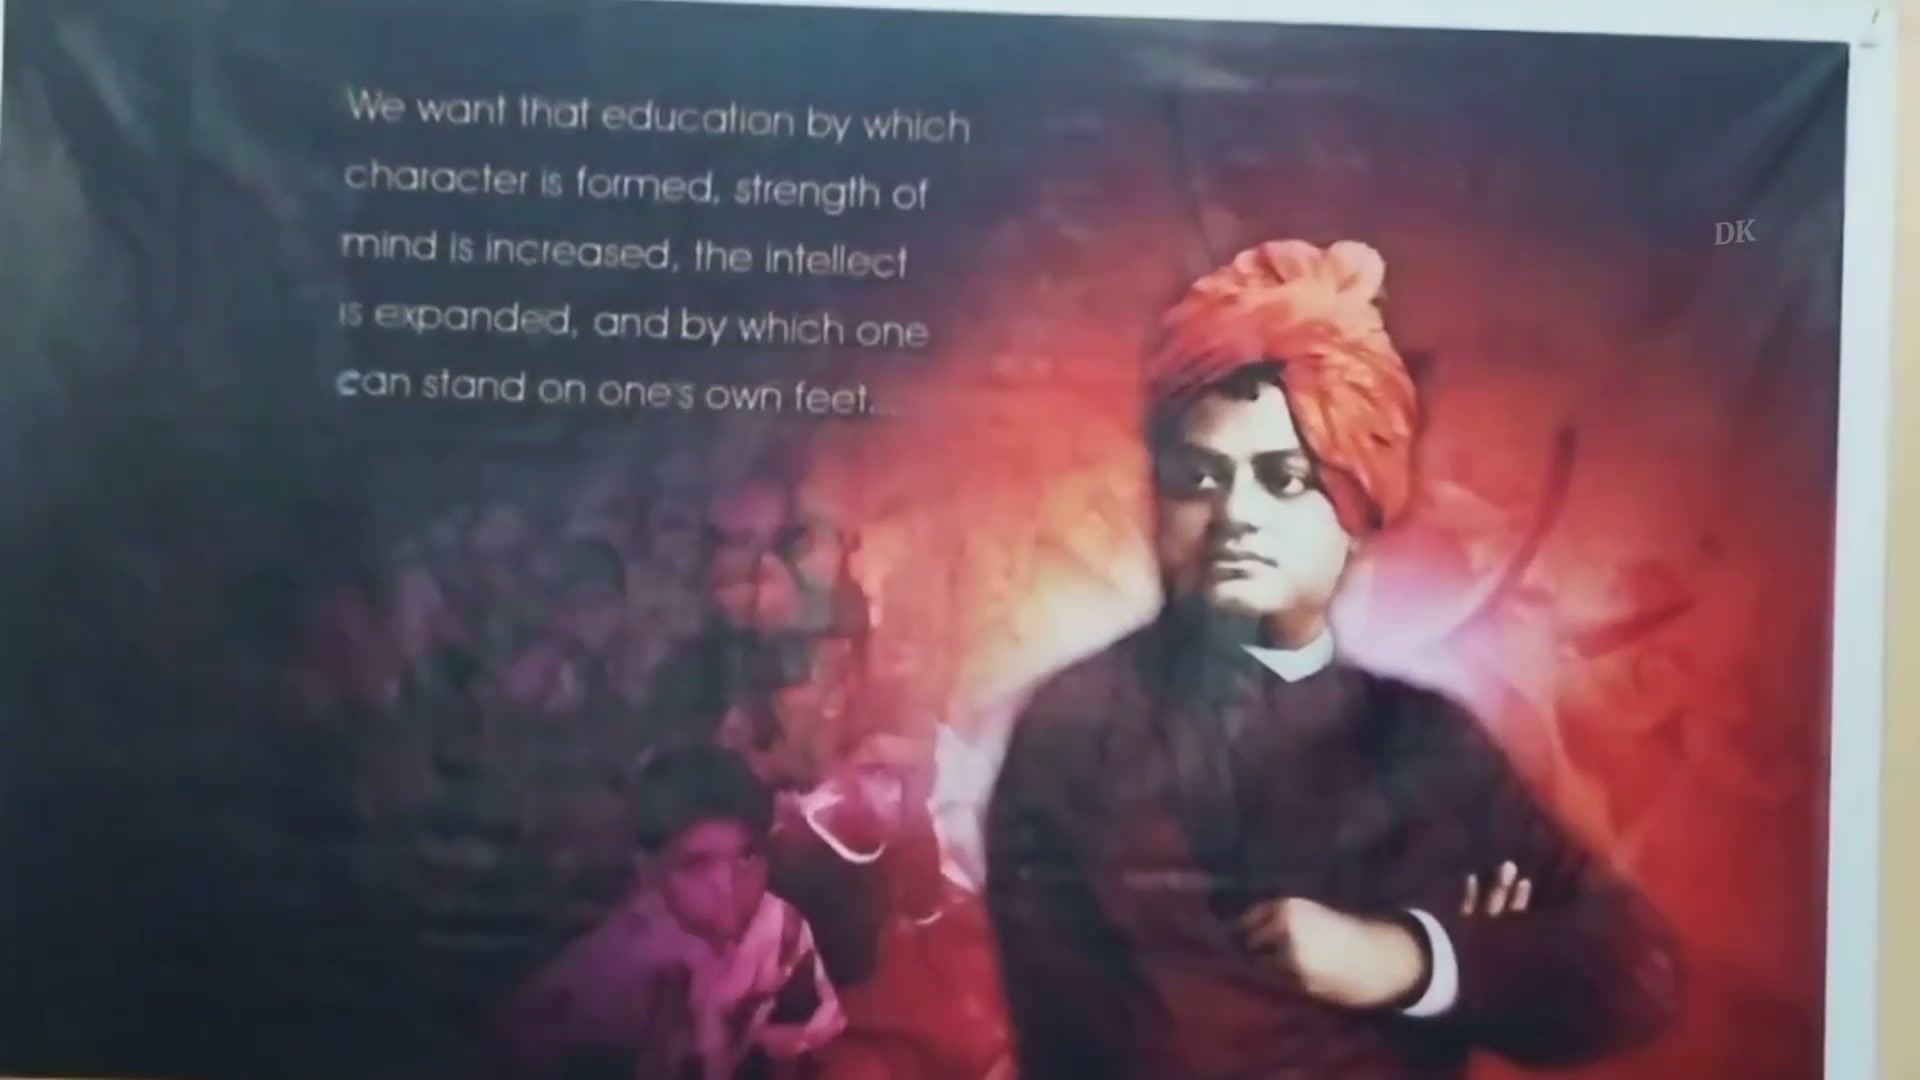 We want that education by which
character is formed, strength of
mind is increased, the intellect
is expanded, and by which one
can stand on one's own feet...
DK